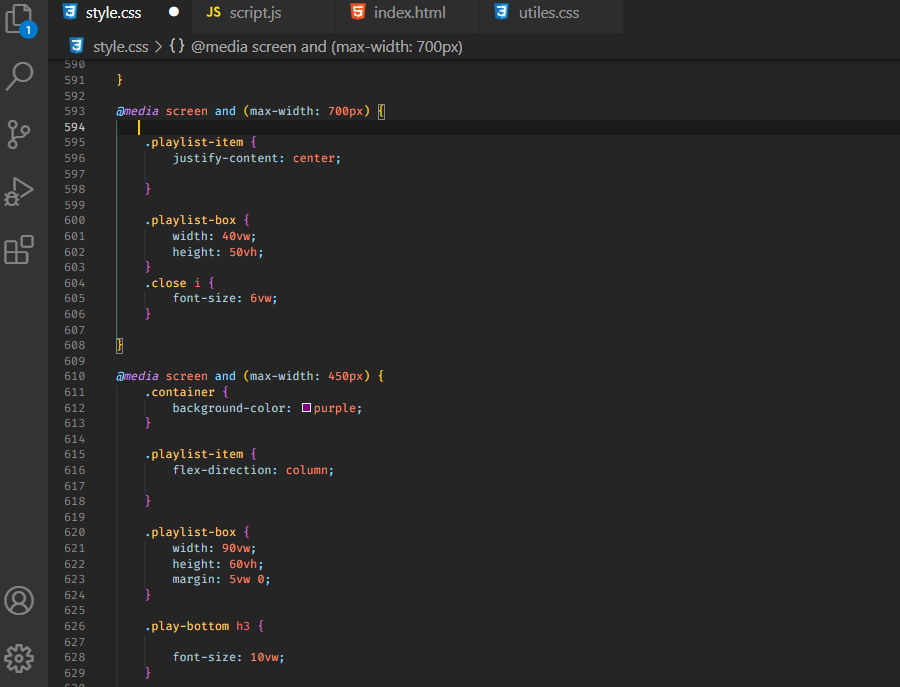 style.css JS script.js index.html utiles.css
style.css > {} @media screen and (max-width: 700px)
1
590
591 }
592
593 @media screen and (max-width: 700px) {
594
595 .playlist-item {
596 justify-content: center;
597
598 }
599
600 .playlist-box {
601 width: 40vw;
602 height: 50vh;
603 }
604 .close i {
605 font-size: 6vw;
606 }
607
608 }
609
610 @media screen and (max-width: 450px) {
611 .container {
612 background-color: purple;
613 }
614
615 .playlist-item {
616 flex-direction: column;
617
618 }
619
620 .playlist-box {
621 width: 90vw;
622 height: 60vh;
623 margin: 5vw 0;
624 }
625
626 .play-bottom h3 {
627
628 font-size: 10vw;
629 }